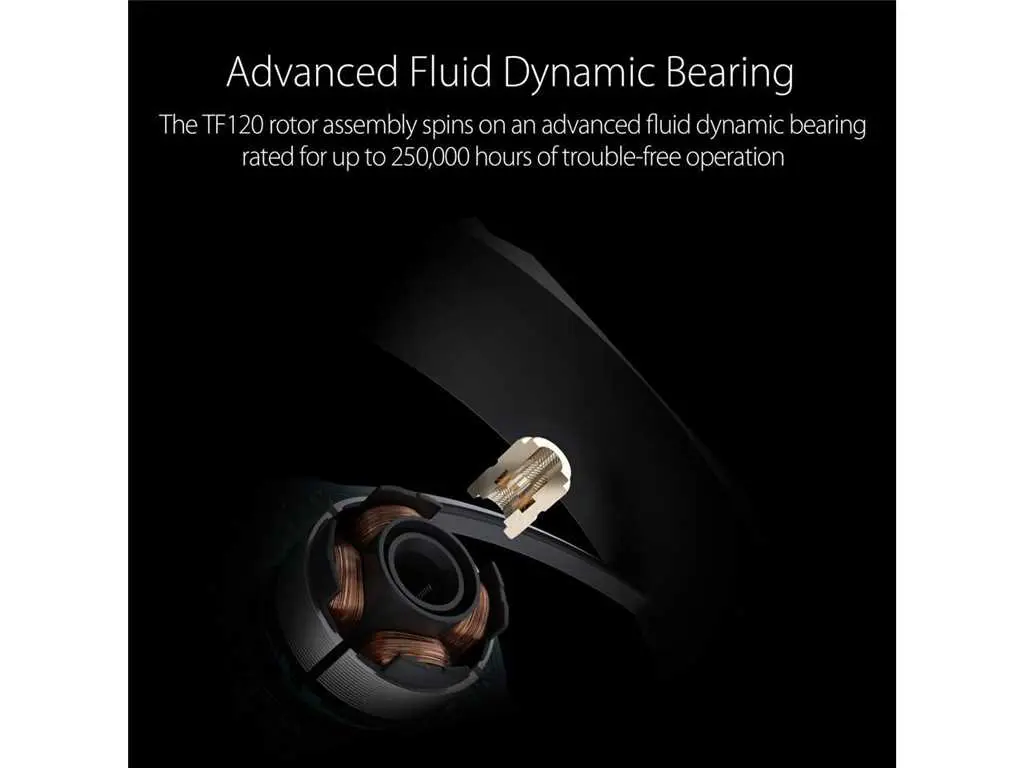 Advanced Fluid Dynamic Bearing
The TF120 rotor assembly spins on an advanced fluid dynamic bearing
rated for up to 250,000 hours of trouble-free operation